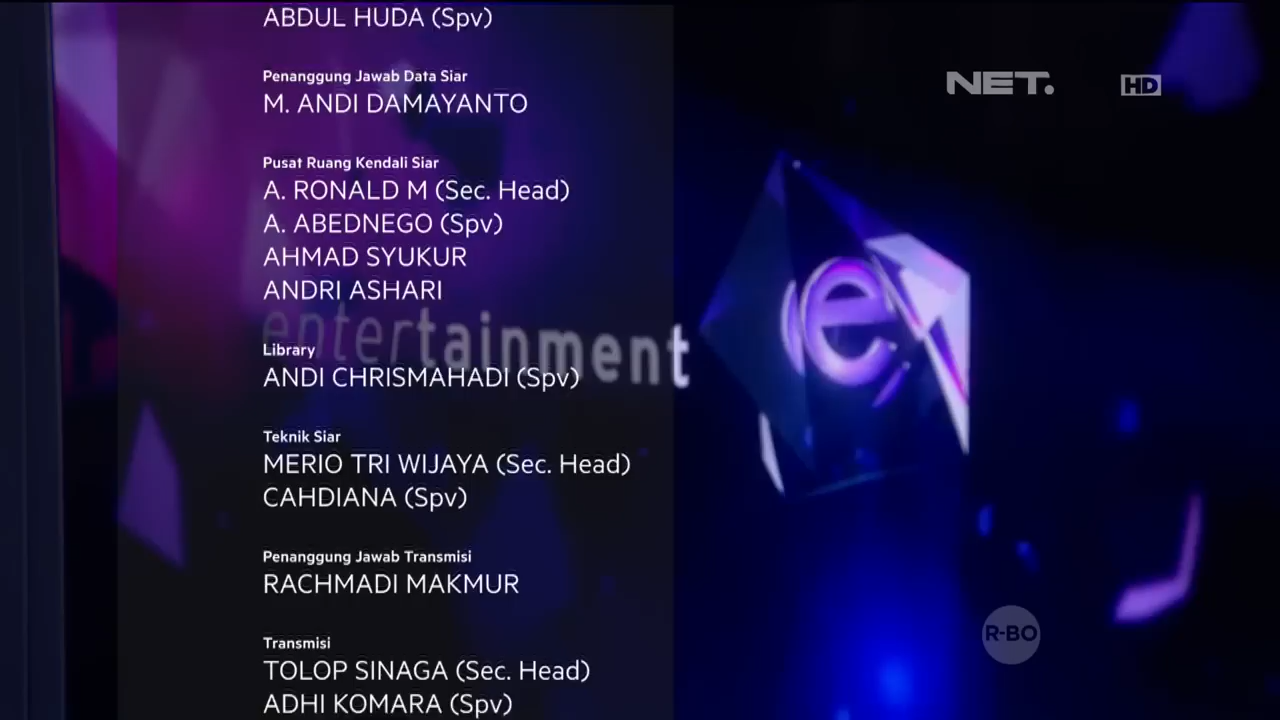 ABDUL HUDA (Spv)
Penanggung Jawab Data Siar
M. ANDI DAMAYANTO
Pusat Ruang Kendali Siar
A. RONALD M (Sec. Head)
A. ABEDNEGO (Spv)
AHMAD SYUKUR
ANDRI ASHARI
entertainment
Library
ANDI CHRISMAHADI (Spv)
Teknik Siar
MERIO TRI WIJAYA (Sec. Head)
CAHDIANA (Spv)
Penanggung Jawab Transmisi
RACHMADI MAKMUR
Transmisi
TOLOP SINAGA (Sec. Head)
ADHI KOMARA (Spv)
NET.
HD
e
R-BO